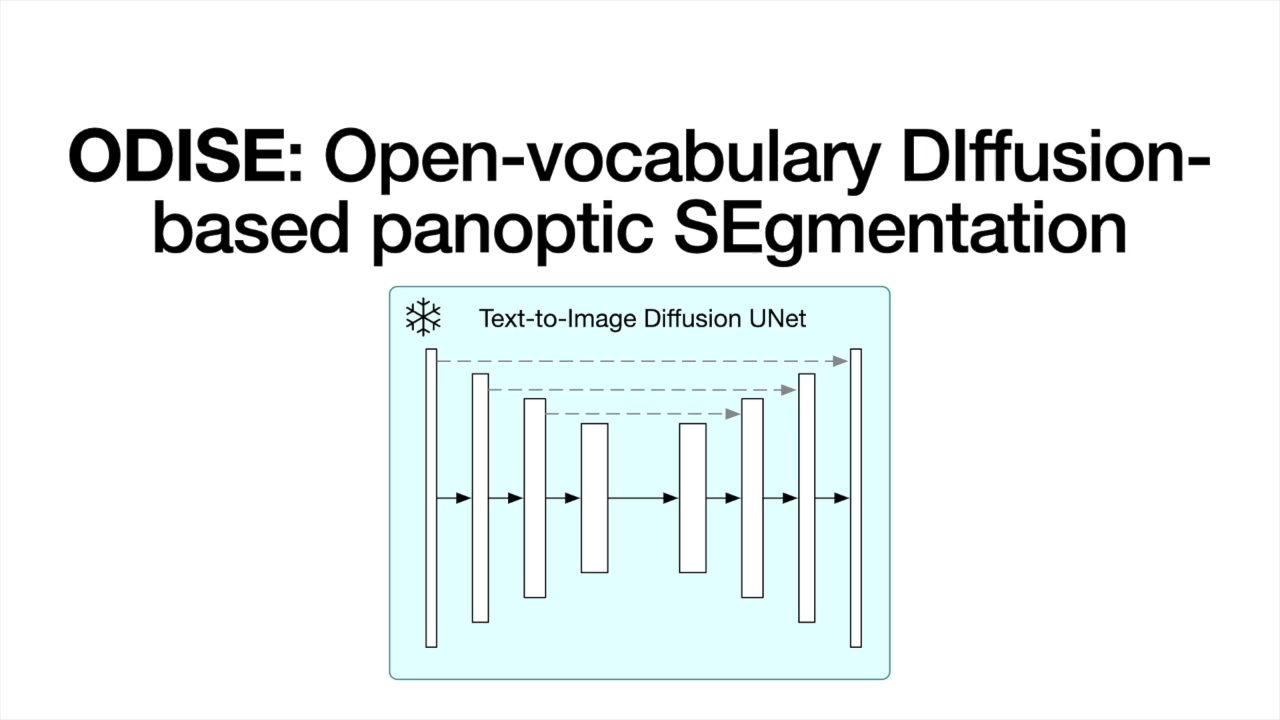 ODISE: Open-vocabulary DIffusion-
based panoptic SEgmentation
Text-to-Image Diffusion UNet